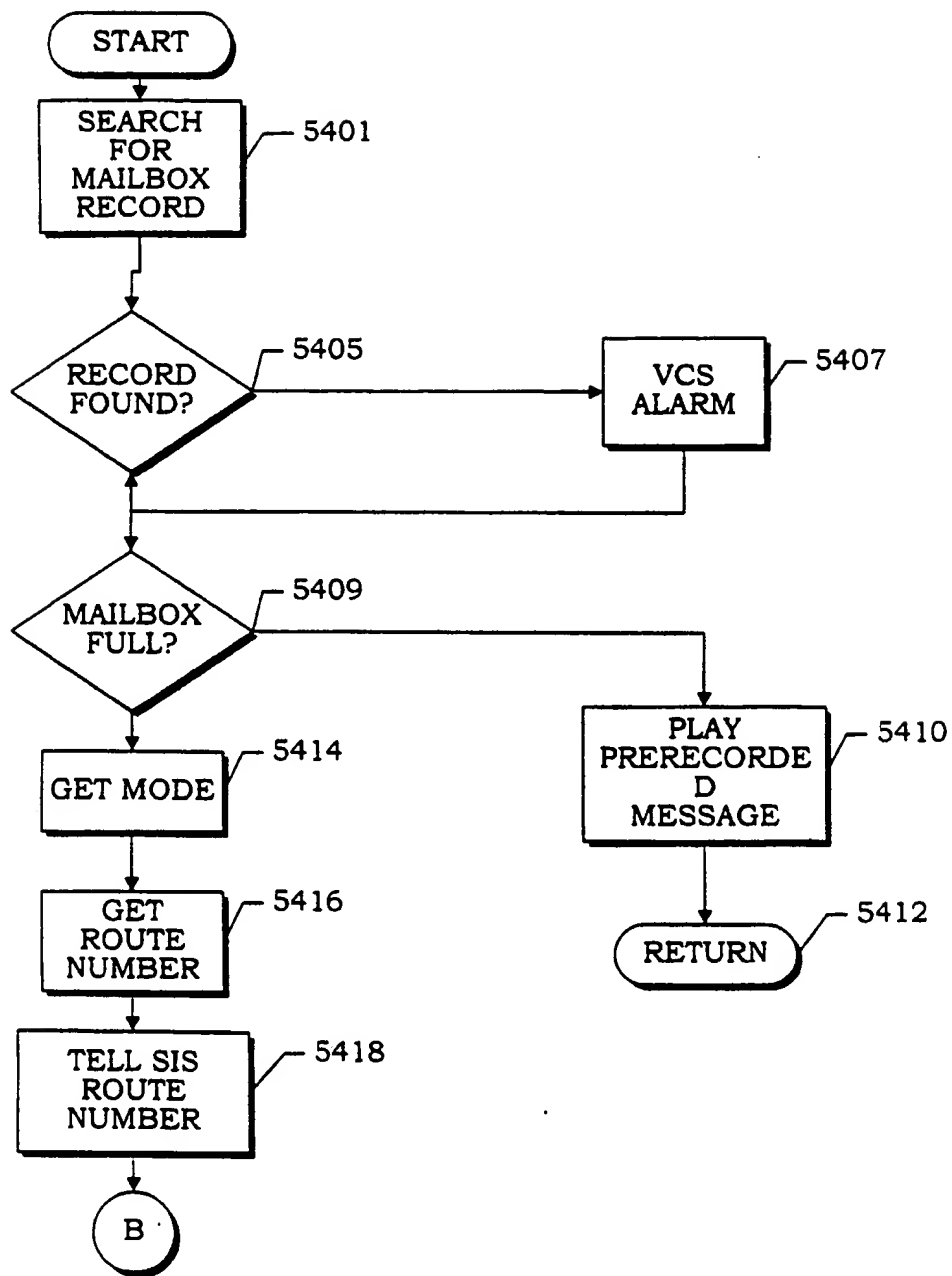 START
SEARCH
FOR
MAILBOX
RECORD
5401
RECORD
FOUND?
5405
VCS
ALARM
5407
MAILBOX
FULL?
5409
PLAY
PRERECORDE
D
MESSAGE
5410
GET MODE
5414
RETURN
5412
GET
ROUTE
NUMBER
5416
TELL SIS
ROUTE
NUMBER
5418
B